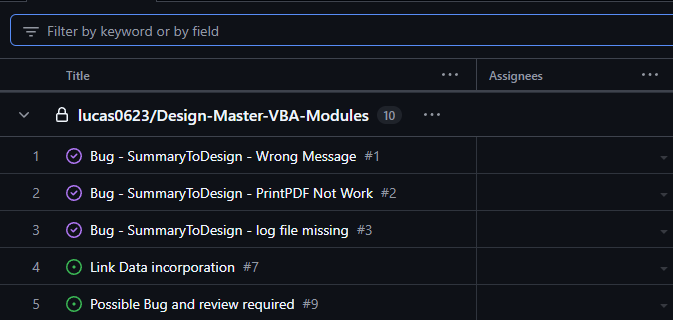 Filter by keyword or by field
Title ... Assignees ...
lucas0623/Design-Master-VBA-Modules 10 ...
1 Bug - SummaryToDesign - Wrong Message #1
2 Bug - SummaryToDesign - PrintPDF Not Work #2
3 Bug - SummaryToDesign - log file missing #3
4 Link Data incorporation #7
5 Possible Bug and review required #9